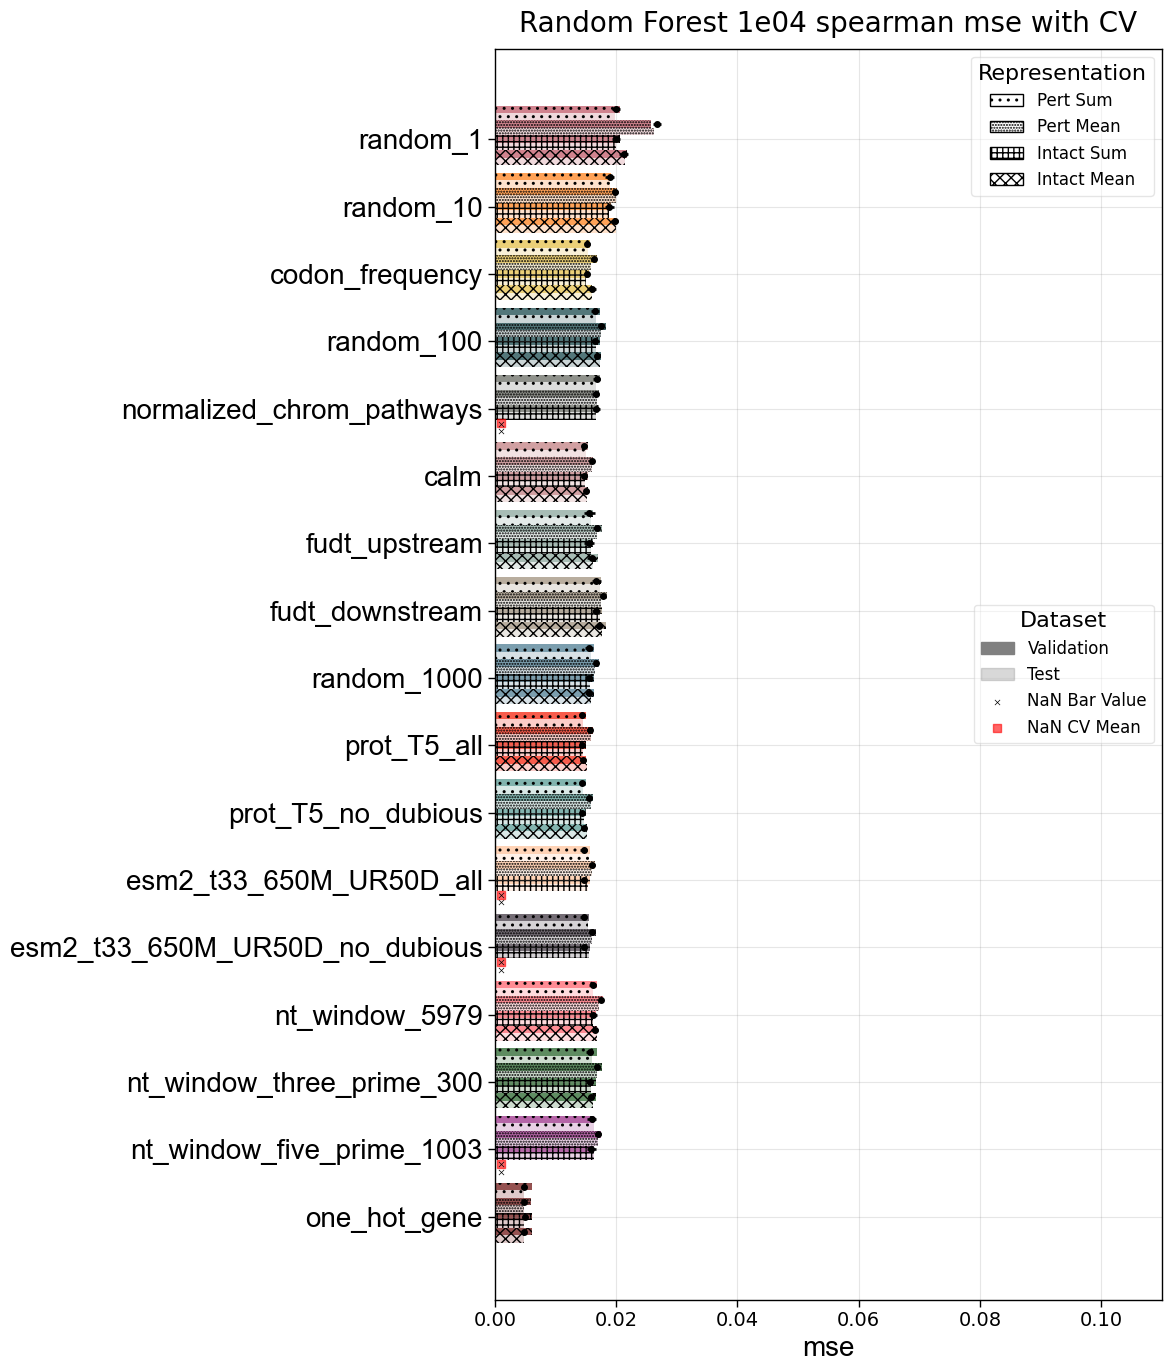 Random Forest 1e04 spearman mse with CV
Representation
Pert Sum
Pert Mean
Intact Sum
Intact Mean
random_1
random_10
codon_frequency
random_100
normalized_chrom_pathways
calm
fudt_upstream
fudt_downstream
random_1000
prot_T5_all
prot_T5_no_dubious
esm2_t33_650M_UR50D_all
esm2_t33_650M_UR50D_no_dubious
nt_window_5979
nt_window_three_prime_300
nt_window_five_prime_1003
one_hot_gene
Dataset
Validation
Test
NaN Bar Value
NaN CV Mean
0.00 0.02 0.04 0.06 0.08 0.10
mse